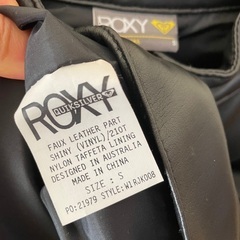 ROXY
ROXY
QUIKSILVER
FAUX LEATHER PART
SHINY (VINYL)/210T
NYLON TAFFETA LINING
DESIGNED IN AUSTRALIA
MADE IN CHINA
SIZE : S
PO: 21979 STYLE: WIRJK008